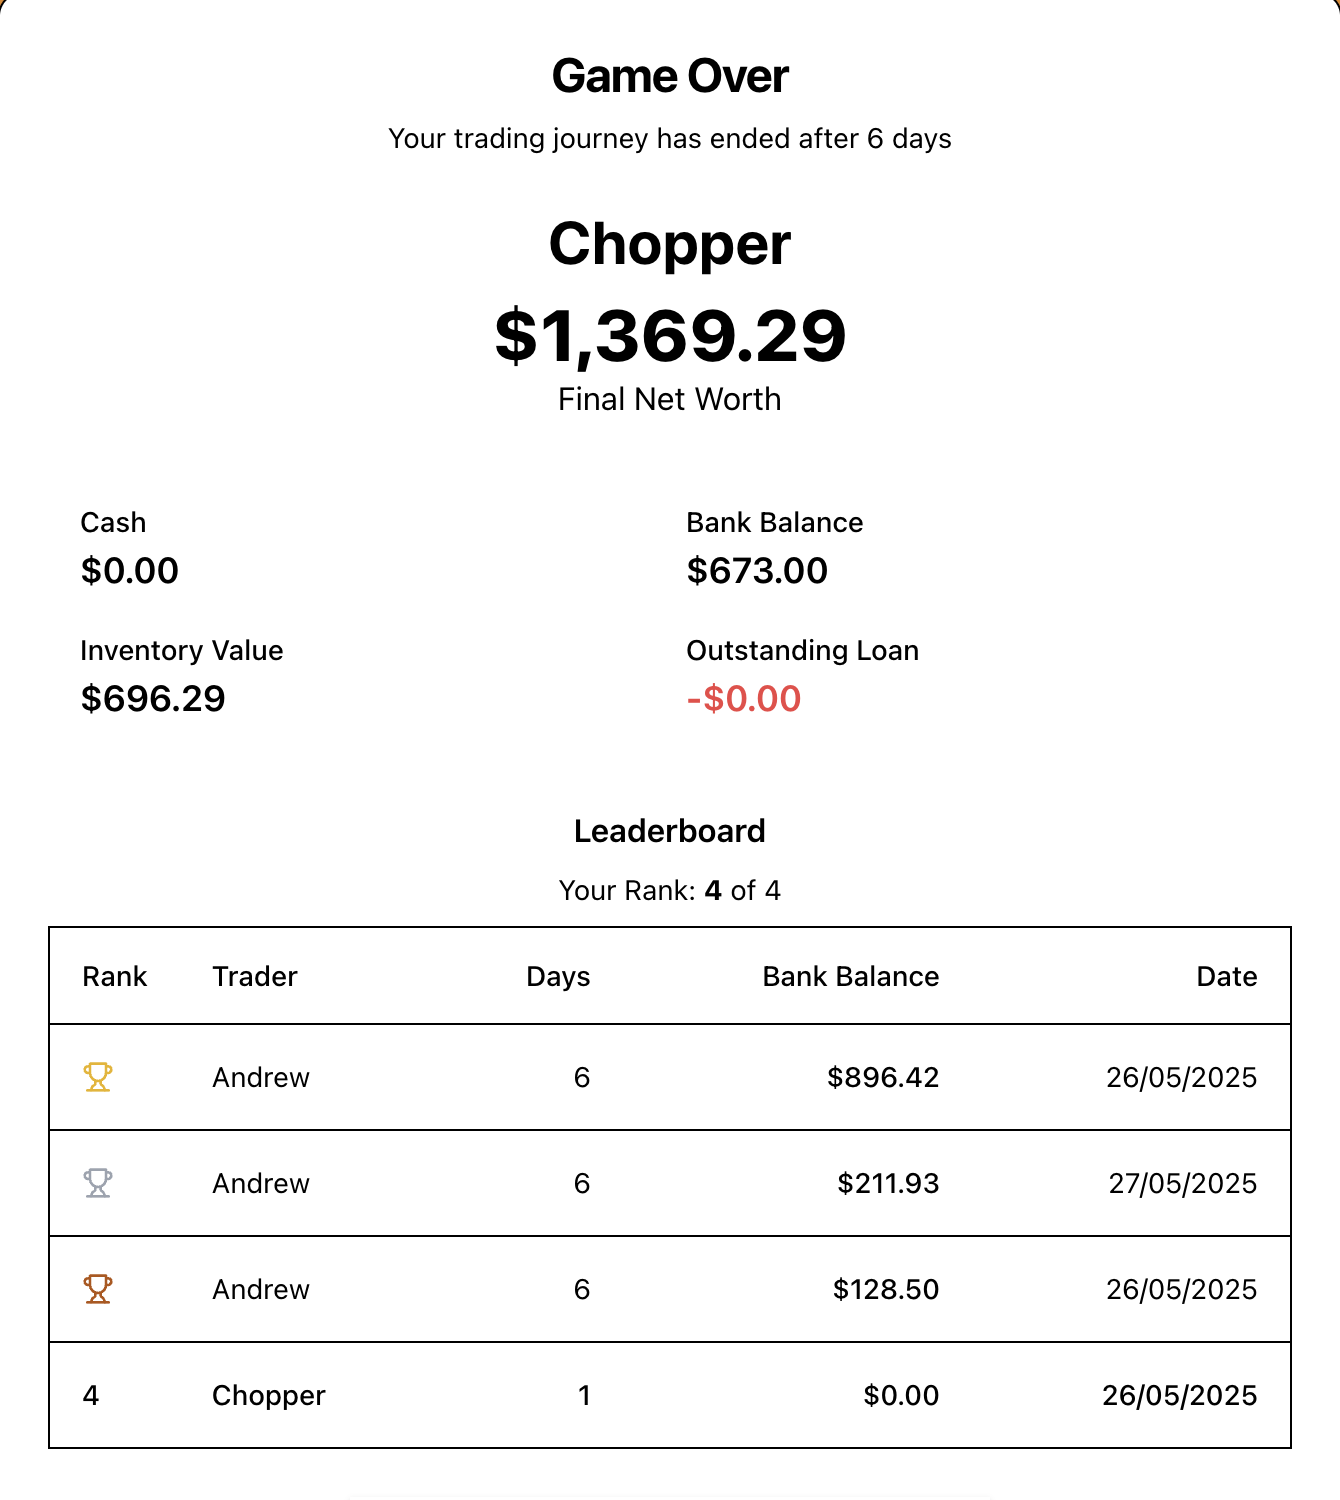 Game Over
Your trading journey has ended after 6 days
Chopper
$1,369.29
Final Net Worth
Cash
$0.00
Bank Balance
$673.00
Inventory Value
$696.29
Outstanding Loan
-$0.00
Leaderboard
Your Rank: 4 of 4
Rank Trader Days Bank Balance Date
Andrew 6 $896.42 26/05/2025
Andrew 6 $211.93 27/05/2025
Andrew 6 $128.50 26/05/2025
4 Chopper 1 $0.00 26/05/2025